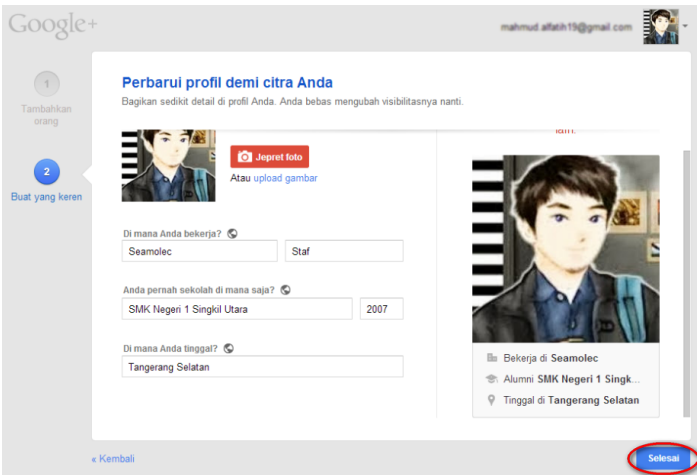 Google+
mahmud.alfatih19@gmail.com
1
Tambahkan
orang
2
Buat yang keren
Perbarui profil demi citra Anda
Bagikan sedikit detail di profil Anda. Anda bebas mengubah visibilitasnya nanti.
lain.
Jepret foto
Atau upload gambar
Di mana Anda bekerja?
Seamolec Staf
Anda pernah sekolah di mana saja?
SMK Negeri 1 Singkil Utara 2007
Di mana Anda tinggal?
Tangerang Selatan
Bekerja di Seamolec
Alumni SMK Negeri 1 Singk...
Tinggal di Tangerang Selatan
« Kembali
Selesai